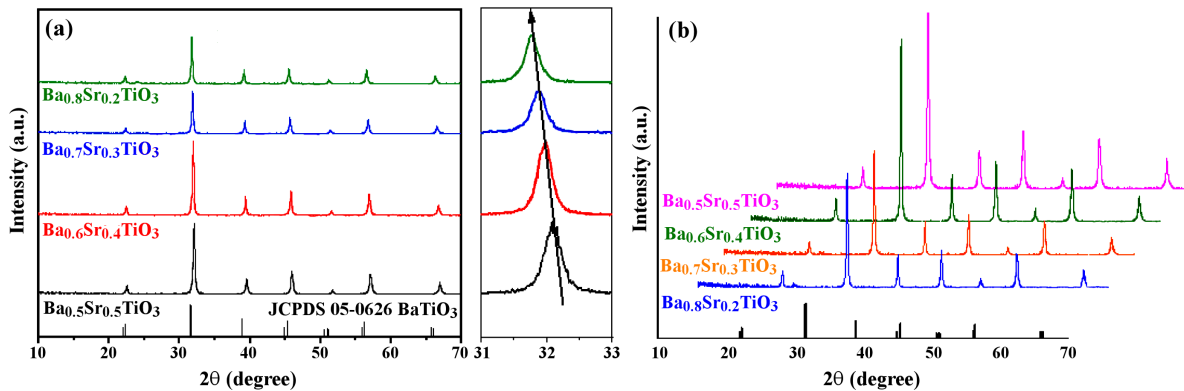 (a)
Intensity (a.u.)
Ba0.8Sr0.2TiO3
Ba0.7Sr0.3TiO3
Ba0.6Sr0.4TiO3
Ba0.5Sr0.5TiO3
JCPDS 05-0626 BaTiO3
10 20 30 40 50 60 70
2θ (degree)
31 32 33
(b)
Intensity (a.u.)
Ba0.5Sr0.5TiO3
Ba0.6Sr0.4TiO3
Ba0.7Sr0.3TiO3
Ba0.8Sr0.2TiO3
10 20 30 40 50 60 70
2θ (degree)